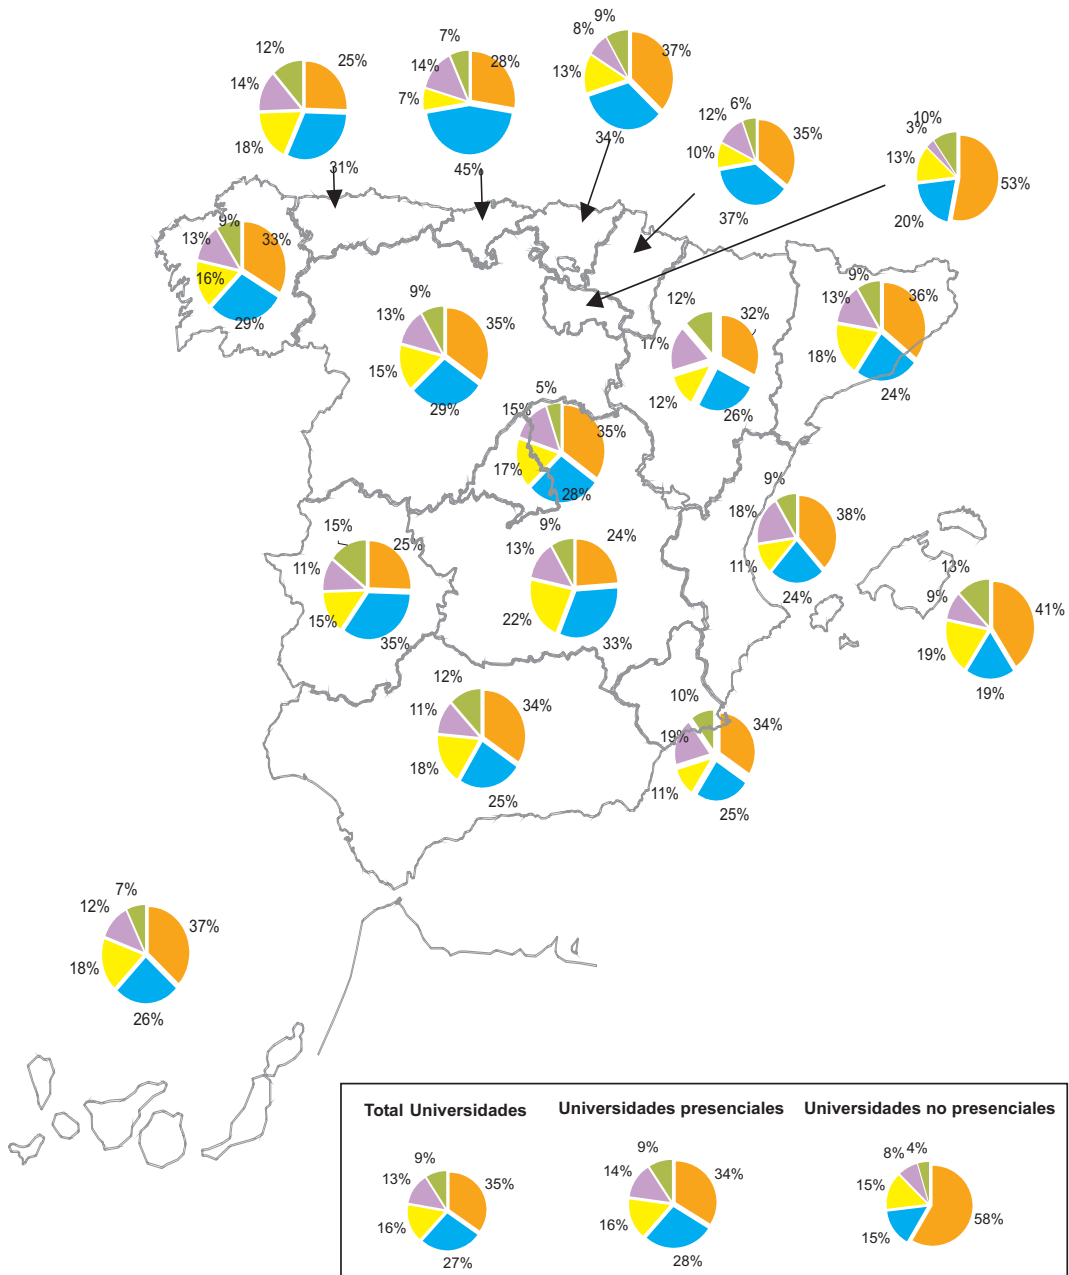 12% 25% 14% 18% 31%
7% 28% 14% 7% 45%
9% 37% 8% 13% 34%
6% 12% 35% 10% 37%
10% 3% 13% 53% 20%
9% 33% 13% 16% 29%
9% 35% 13% 15% 29%
12% 32% 17% 12% 26%
9% 36% 13% 18% 24%
5% 15% 35% 17% 28%
9% 38% 18% 11% 24%
15% 25% 11% 15% 35%
9% 24% 13% 22% 33%
13% 9% 41% 19% 19%
12% 34% 11% 18% 25%
10% 34% 19% 11% 25%
7% 12% 37% 18% 26%
Total Universidades
9% 35% 13% 16% 27%
Universidades presenciales
9% 34% 14% 16% 28%
Universidades no presenciales
4% 8% 15% 58% 15%